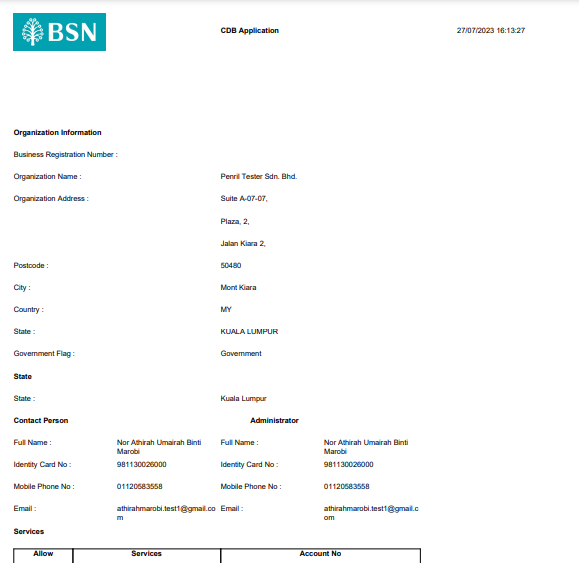 BSN
CDB Application
27/07/2023 16:13:27
Organization Information
Business Registration Number :
Organization Name : Penril Tester Sdn. Bhd.
Organization Address : Suite A-07-07,
Plaza, 2,
Jalan Kiara 2,
Postcode : 50480
City : Mont Kiara
Country : MY
State : KUALA LUMPUR
Government Flag : Government
State
State : Kuala Lumpur
Contact Person Administrator
Full Name : Nor Athirah Umairah Binti Full Name : Nor Athirah Umairah Binti
Marobi Marobi
Identity Card No : 981130026000 Identity Card No : 981130026000
Mobile Phone No : 01120583558 Mobile Phone No : 01120583558
Email : athirahmarobi.test1@gmail.co Email : athirahmarobi.test1@gmail.c
m om
Services
Allow Services Account No